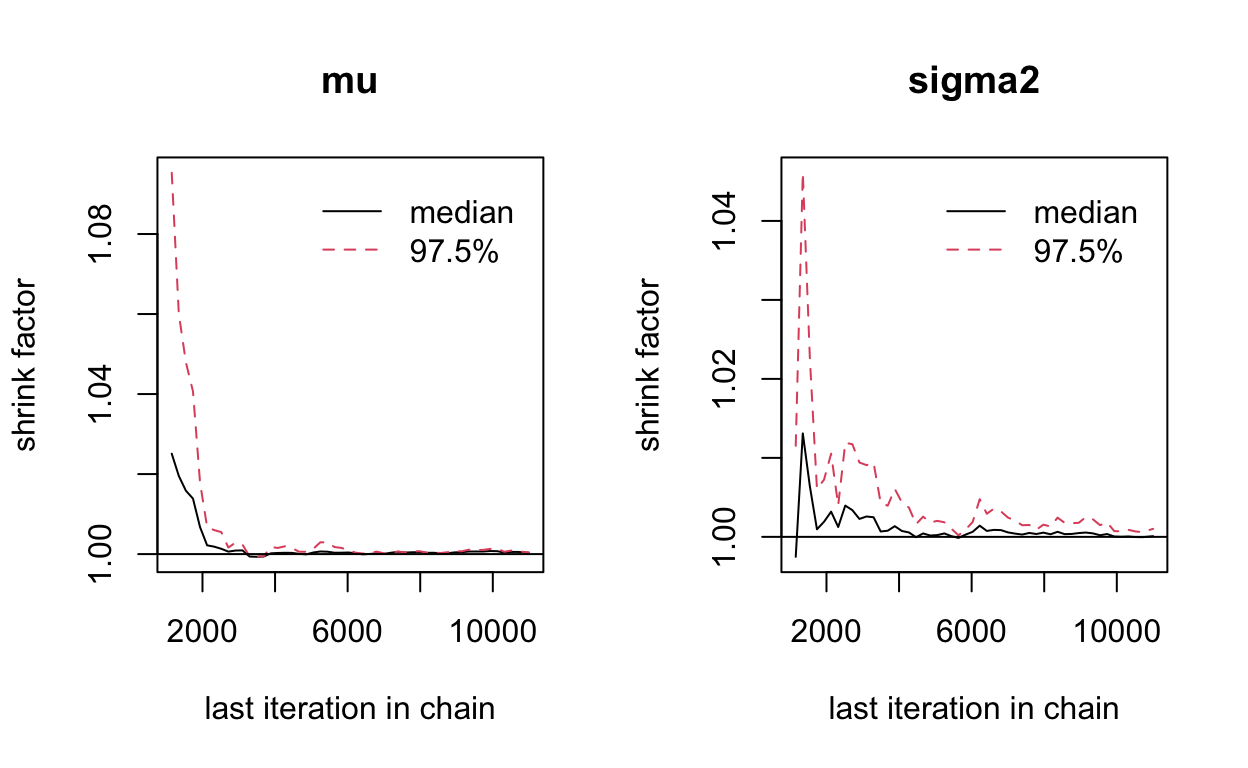 mu
shrink factor
1.08
1.04
1.00
median
97.5%
2000 6000 10000
last iteration in chain
sigma2
shrink factor
1.04
1.02
1.00
median
97.5%
2000 6000 10000
last iteration in chain